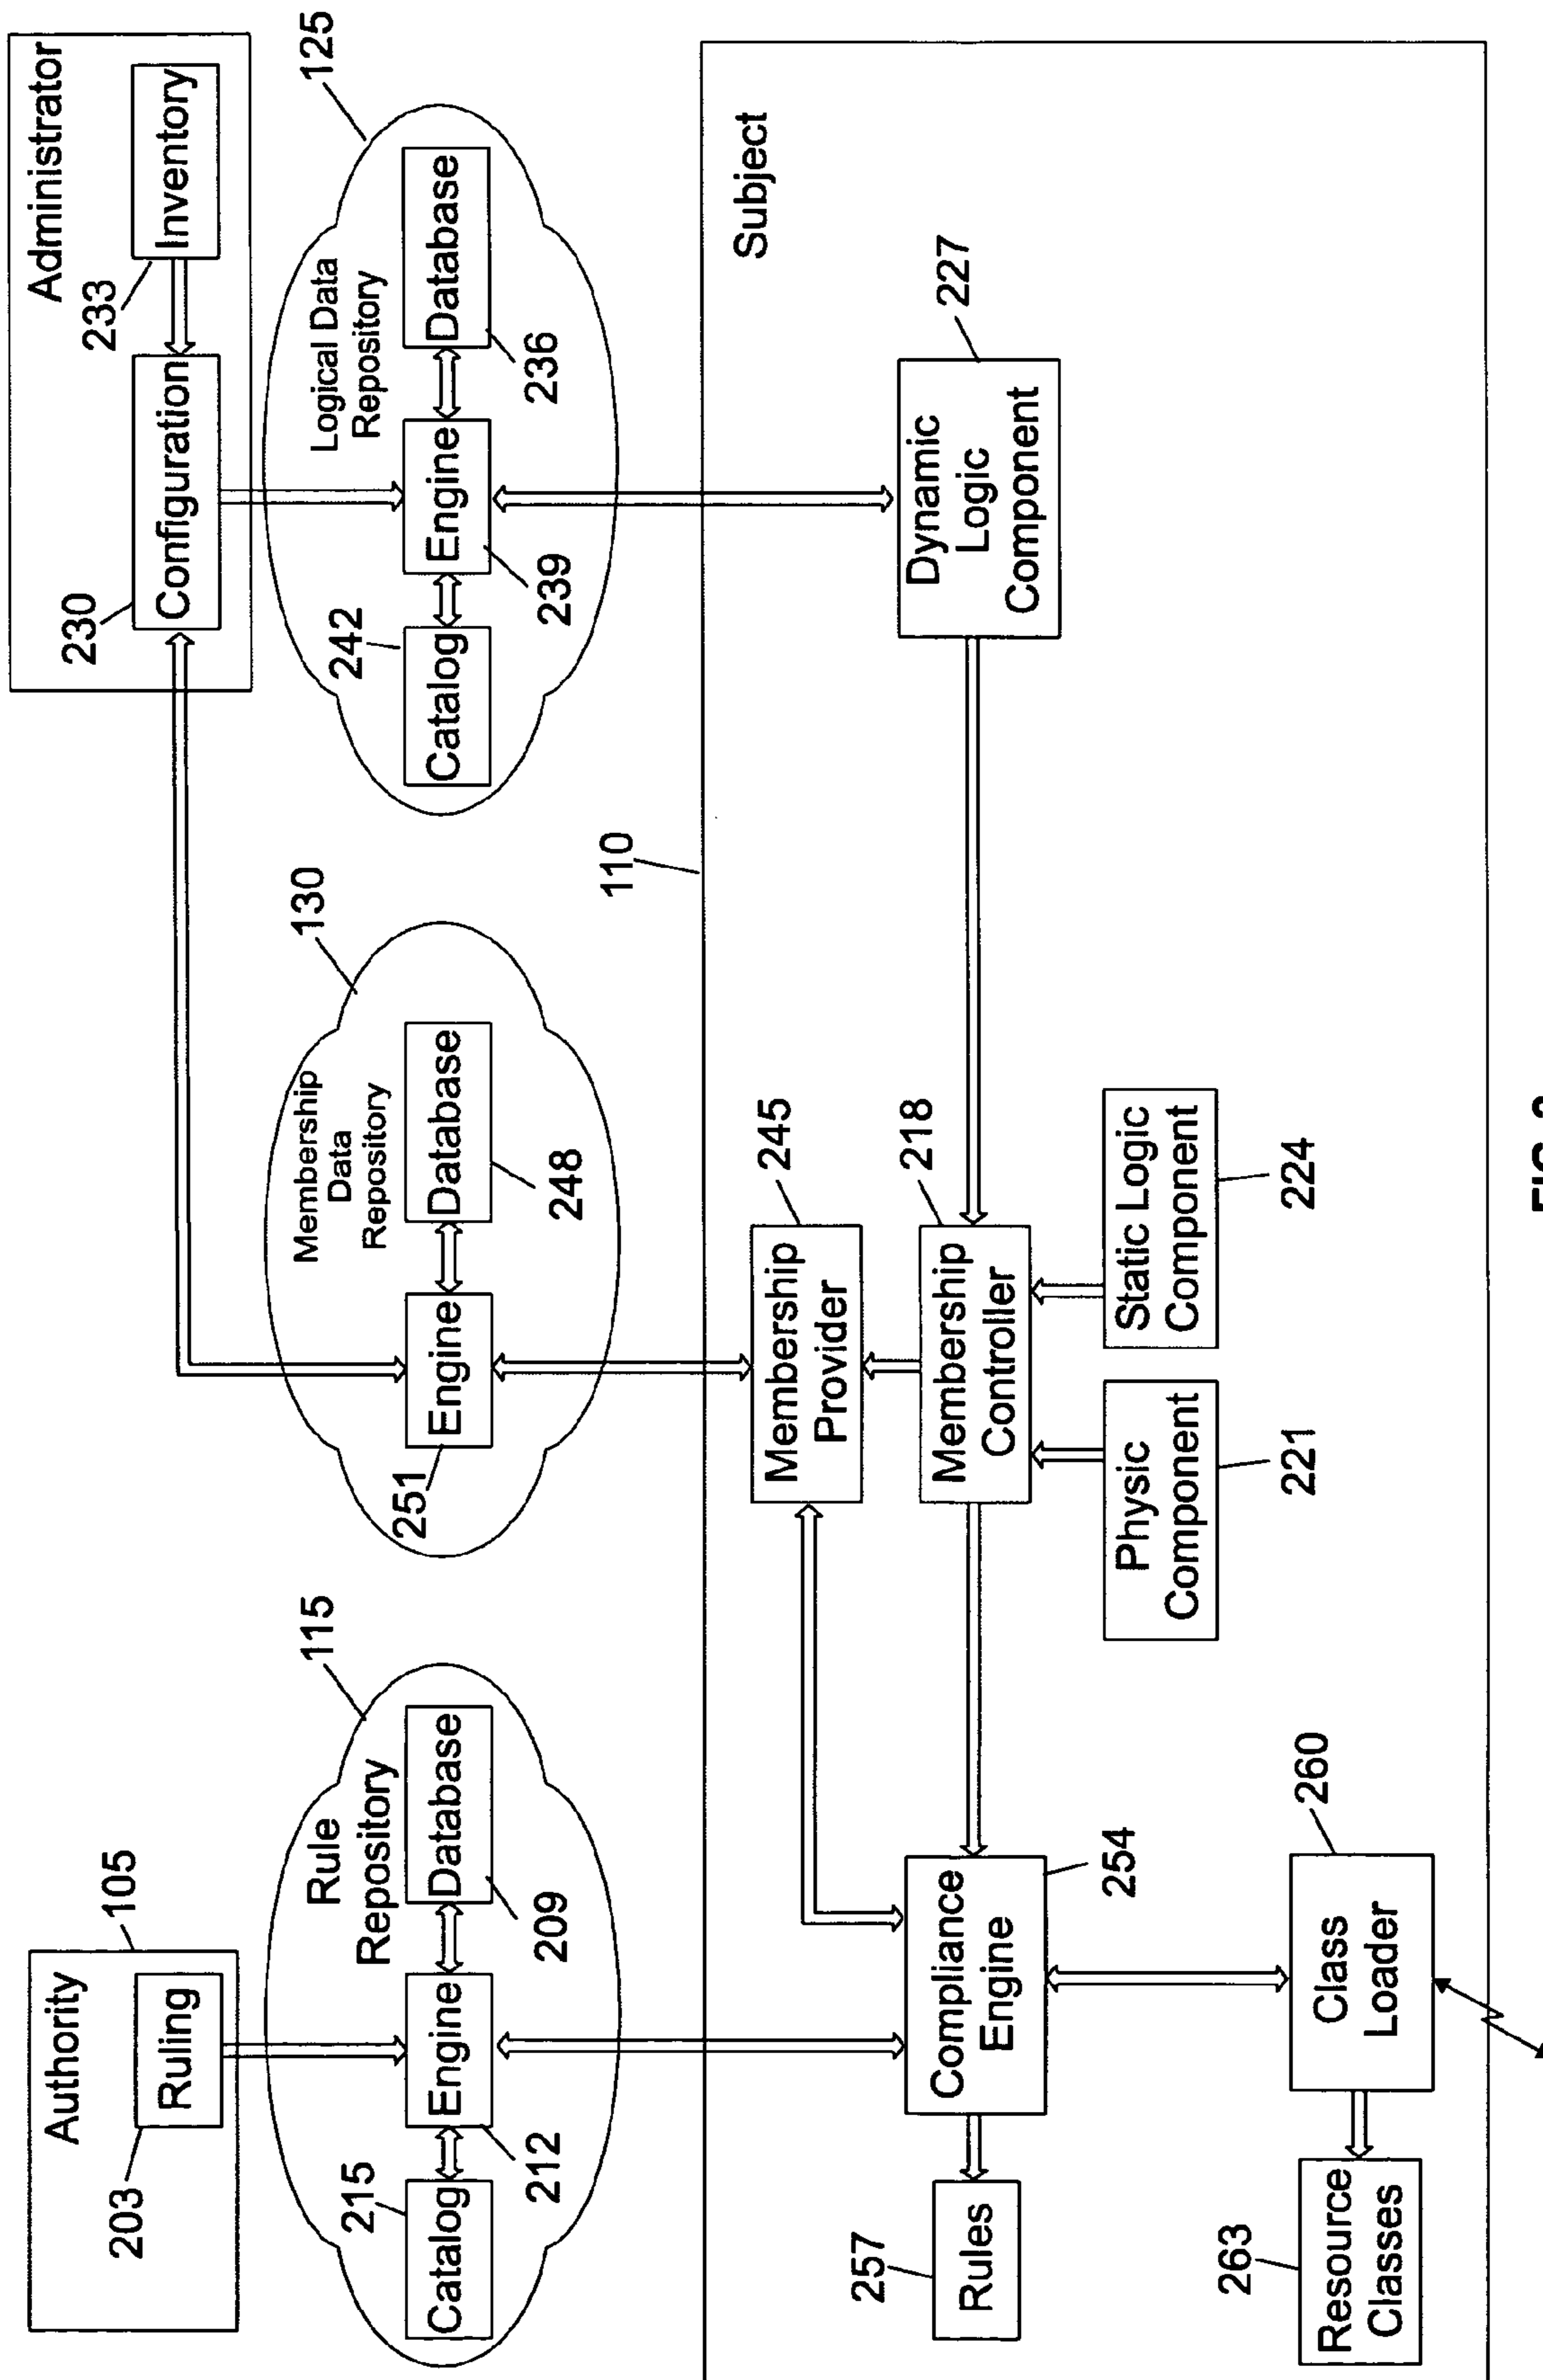 Authority
105
Ruling
203
115
Rule
Repository
Catalog
215
Engine
212
Database
209
130
Membership
Data
Repository
Engine
251
Database
248
Administrator
Configuration
230
Inventory
233
125
Logical Data
Repository
Catalog
242
Engine
239
Database
236
110
Subject
Membership
Provider
245
Membership
Controller
218
Dynamic
Logic
Component
227
Compliance
Engine
254
Rules
257
Physic
Component
221
Static Logic
Component
224
Class
Loader
260
Resource
Classes
263